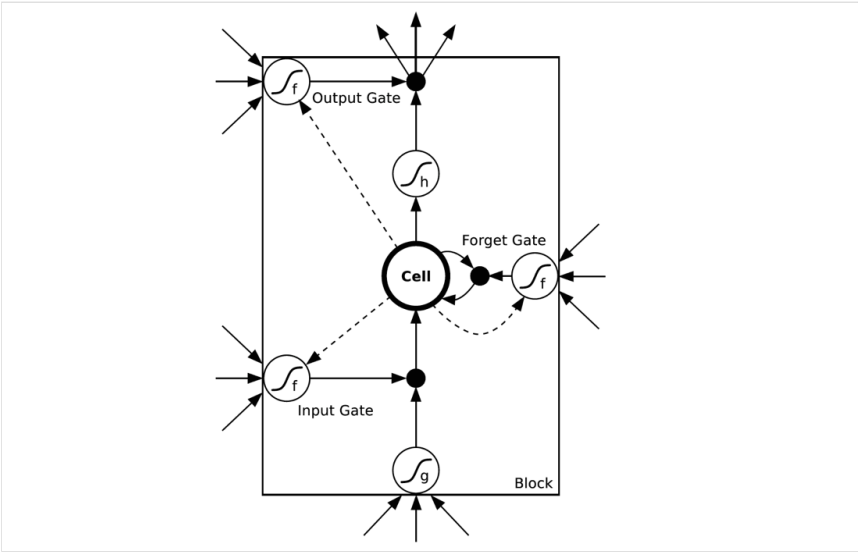 f
Output Gate
h
Forget Gate
Cell
f
f
Input Gate
g
Block